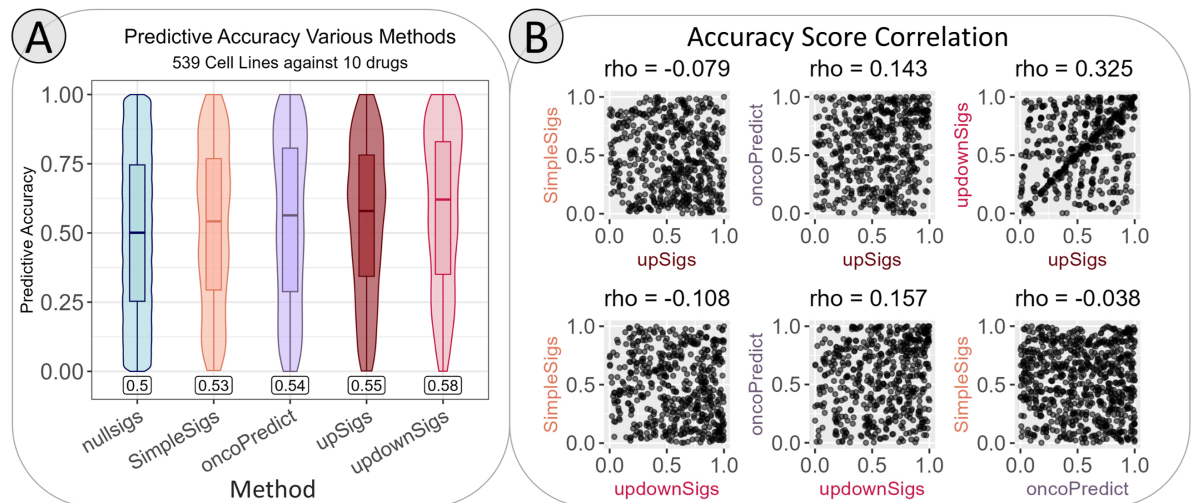 A
Predictive Accuracy Various Methods
539 Cell Lines against 10 drugs
Predictive Accuracy
1.00
0.75
0.50
0.25
0.00
0.5
0.53
0.54
0.55
0.58
nullsigs
SimpleSigs
oncoPredict
upSigs
updownSigs
Method
B
Accuracy Score Correlation
rho = -0.079
SimpleSigs
1.0
0.5
0.0
0.0 0.5 1.0
upSigs
rho = 0.143
oncoPredict
1.0
0.5
0.0
0.0 0.5 1.0
upSigs
rho = 0.325
updownSigs
1.0
0.5
0.0
0.0 0.5 1.0
upSigs
rho = -0.108
SimpleSigs
1.0
0.5
0.0
0.0 0.5 1.0
updownSigs
rho = 0.157
oncoPredict
1.0
0.5
0.0
0.0 0.5 1.0
updownSigs
rho = -0.038
SimpleSigs
1.0
0.5
0.0
0.0 0.5 1.0
oncoPredict